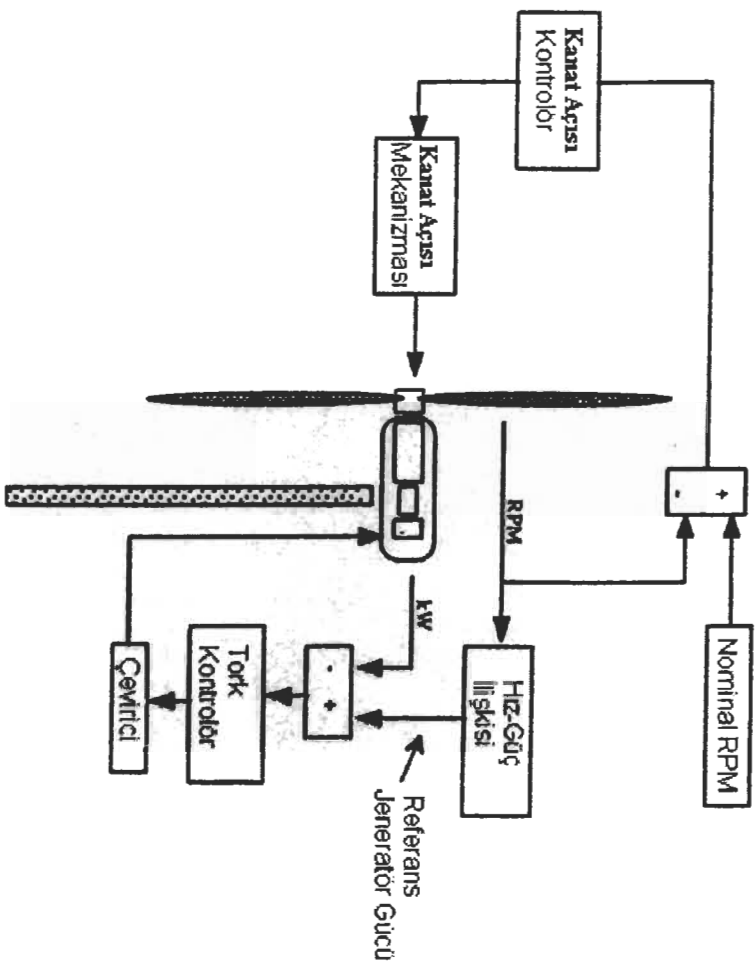 Nominal RPM
+
-
Kanat Açısı
Kontrolör
RPM
Hız-Güç
İlişkisi
Kanat Açısı
Mekanizması
kW
Referans
Jeneratör Gücü
- +
Tork
Kontrolör
Çevirici